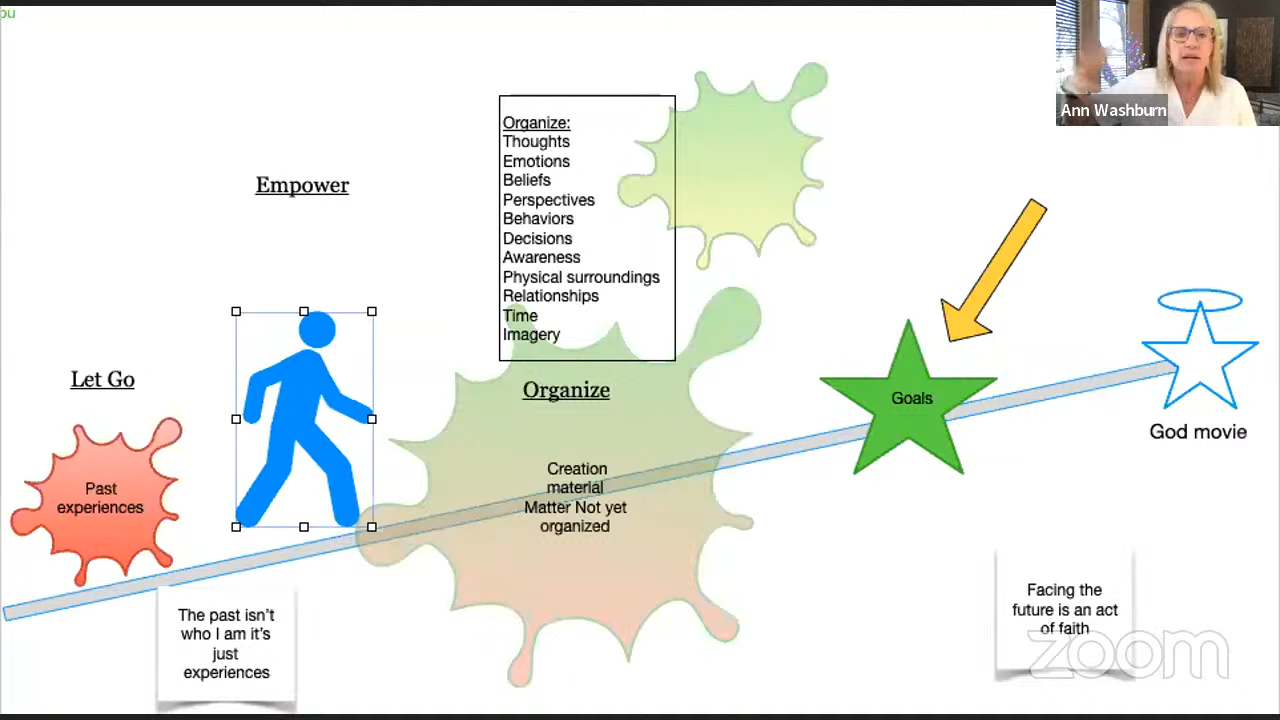 ou
Ann Washburn
Organize:
Thoughts
Emotions
Beliefs
Perspectives
Behaviors
Decisions
Awareness
Physical surroundings
Relationships
Time
Imagery
Empower
Let Go
Organize
Past
experiences
Creation
material
Matter Not yet
organized
Goals
God movie
The past isn't
who I am it's
just
experiences
Facing the
future is an act
of faith
zoom